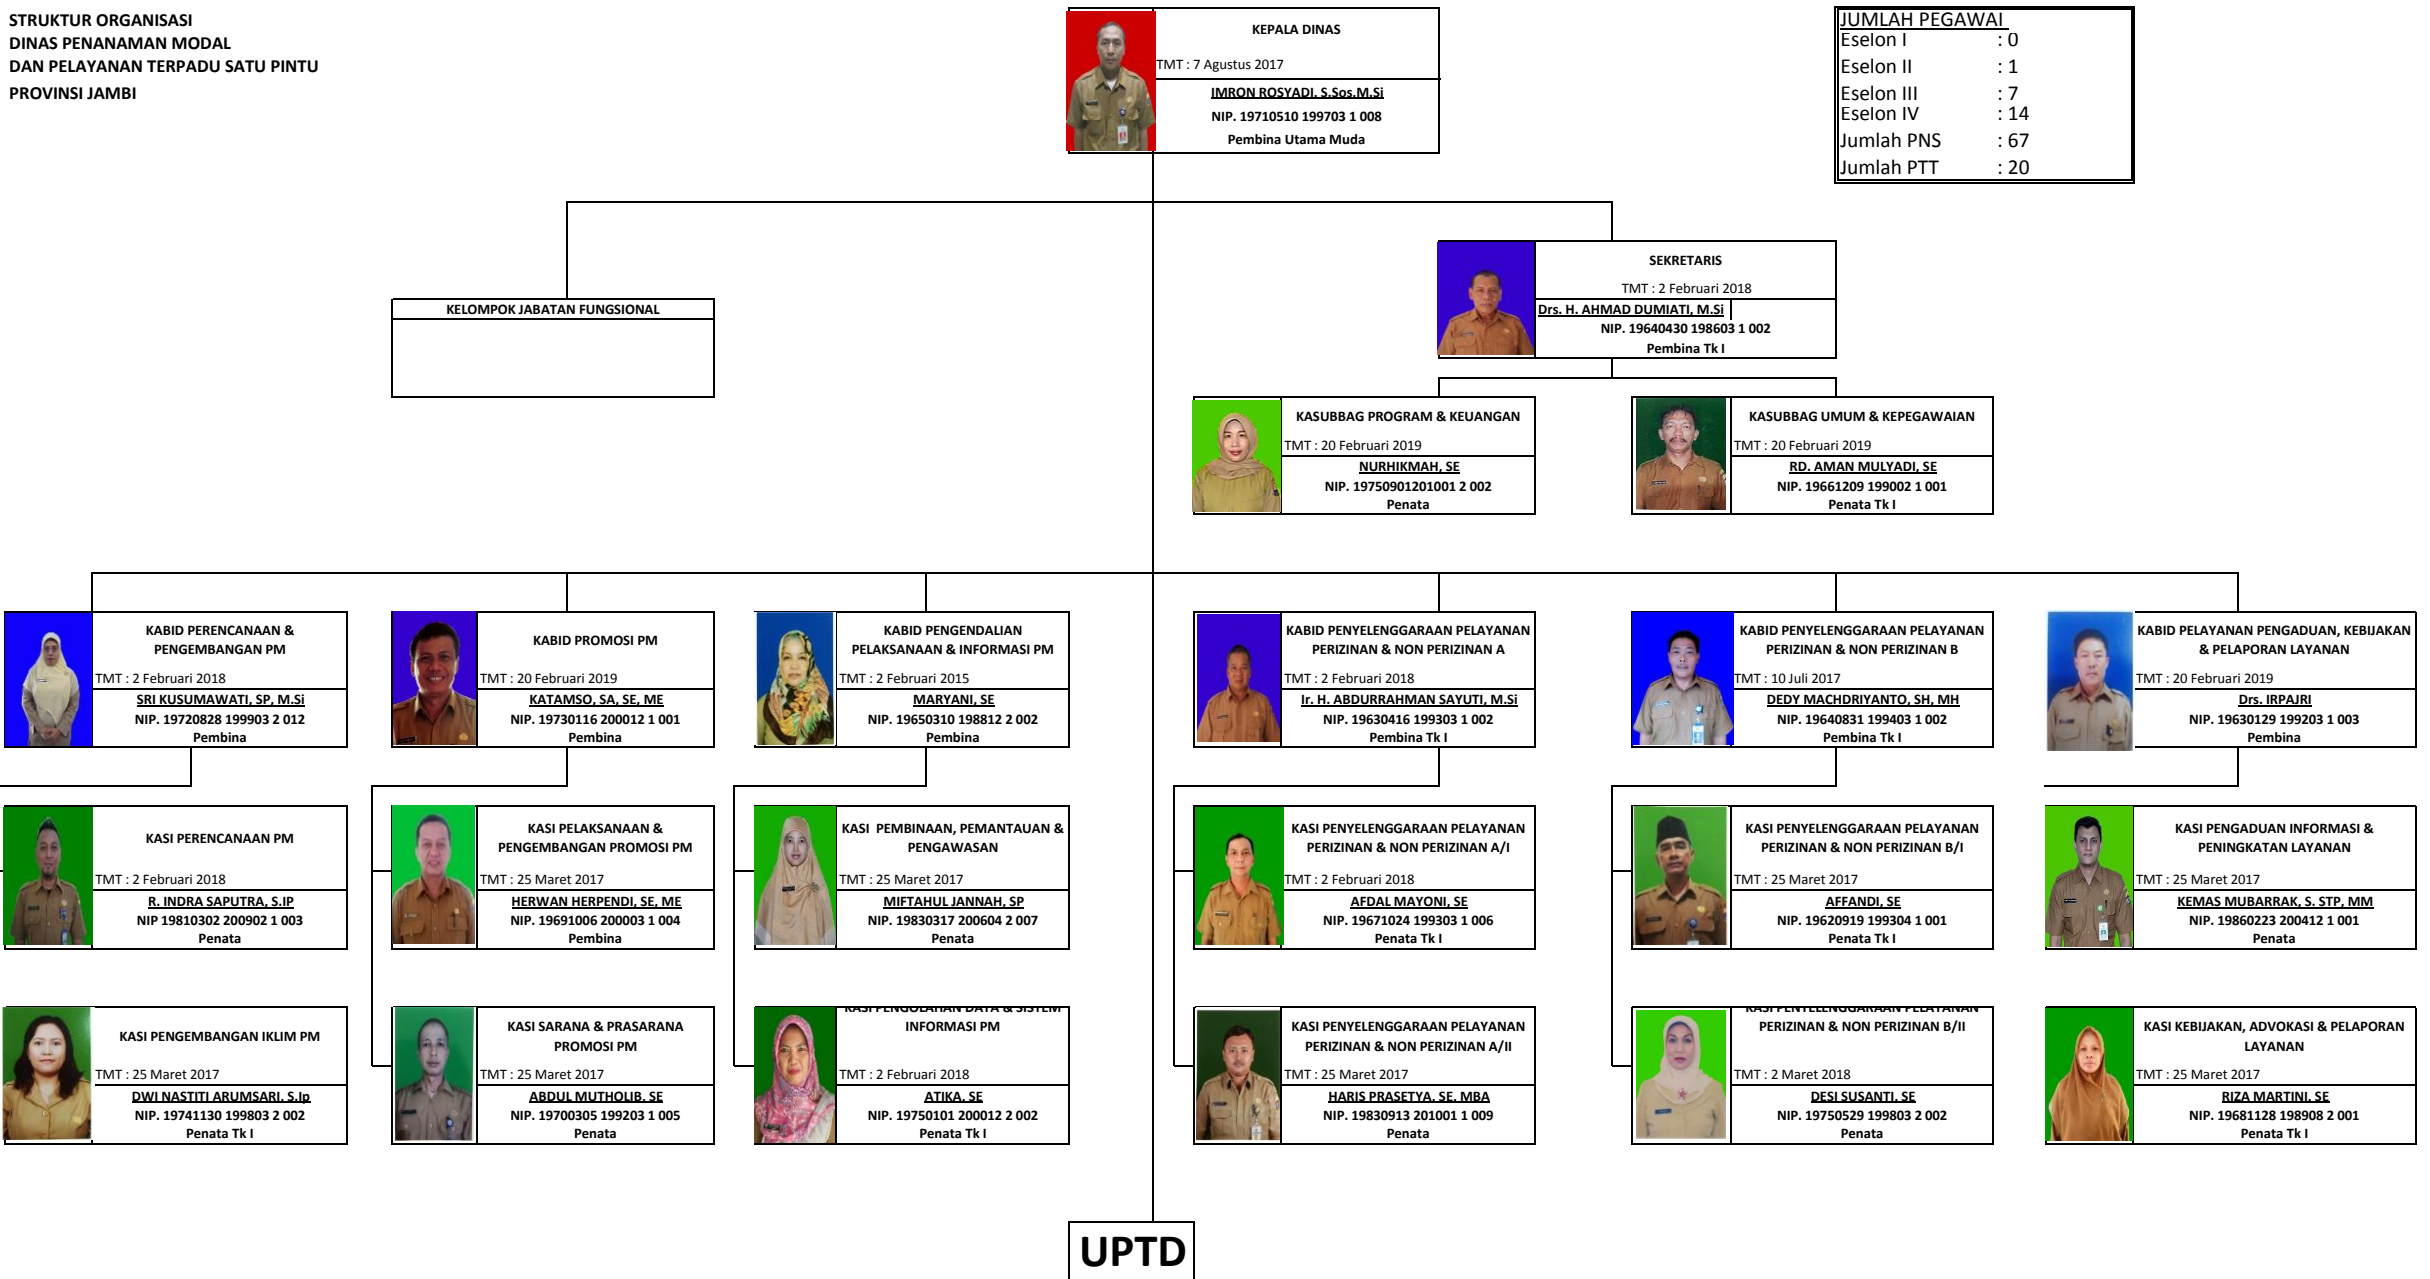 STRUKTUR ORGANISASI
DINAS PENANAMAN MODAL
DAN PELAYANAN TERPADU SATU PINTU
PROVINSI JAMBI
KEPALA DINAS
TMT : 7 Agustus 2017
IMRON ROSYADI, S.Sos.M.Si
NIP. 19710510 199703 1 008
Pembina Utama Muda
JUMLAH PEGAWAI
Eselon I : 0
Eselon II : 1
Eselon III : 7
Eselon IV : 14
Jumlah PNS : 67
Jumlah PTT : 20
SEKRETARIS
TMT : 2 Februari 2018
Drs. H. AHMAD DUMIATI, M.Si
NIP. 19640430 198603 1 002
Pembina Tk I
KELOMPOK JABATAN FUNGSIONAL
KASUBBAG PROGRAM & KEUANGAN
TMT : 20 Februari 2019
NURHIKMAH, SE
NIP. 19750901201001 2 002
Penata
KASUBBAG UMUM & KEPEGAWAIAN
TMT : 20 Februari 2019
RD. AMAN MULYADI, SE
NIP. 19661209 199002 1 001
Penata Tk I
KABID PERENCANAAN &
PENGEMBANGAN PM
TMT : 2 Februari 2018
SRI KUSUMAWATI, SP, M.Si
NIP. 19720828 199903 2 012
Pembina
KABID PROMOSI PM
TMT : 20 Februari 2019
KATAMSO, SA, SE, ME
NIP. 19730116 200012 1 001
Pembina
KABID PENGENDALIAN
PELAKSANAAN & INFORMASI PM
TMT : 2 Februari 2015
MARYANI, SE
NIP. 19650310 198812 2 002
Pembina
KABID PENYELENGGARAAN PELAYANAN
PERIZINAN & NON PERIZINAN A
TMT : 2 Februari 2018
Ir. H. ABDURRAHMAN SAYUTI, M.Si
NIP. 19630416 199303 1 002
Pembina Tk I
KABID PENYELENGGARAAN PELAYANAN
PERIZINAN & NON PERIZINAN B
TMT : 10 Juli 2017
DEDY MACHDRIYANTO, SH, MH
NIP. 19640831 199403 1 002
Pembina Tk I
KABID PELAYANAN PENGADUAN, KEBIJAKAN
& PELAPORAN LAYANAN
TMT : 20 Februari 2019
Drs. IRPAJRI
NIP. 19630129 199203 1 003
Pembina
KASI PERENCANAAN PM
TMT : 2 Februari 2018
R. INDRA SAPUTRA, S.IP
NIP 19810302 200902 1 003
Penata
KASI PELAKSANAAN &
PENGEMBANGAN PROMOSI PM
TMT : 25 Maret 2017
HERWAN HERPENDI, SE, ME
NIP. 19691006 200003 1 004
Pembina
KASI PEMBINAAN, PEMANTAUAN &
PENGAWASAN
TMT : 25 Maret 2017
MIFTAHUL JANNAH, SP
NIP. 19830317 200604 2 007
Penata
KASI PENYELENGGARAAN PELAYANAN
PERIZINAN & NON PERIZINAN A/I
TMT : 2 Februari 2018
AFDAL MAYONI, SE
NIP. 19671024 199303 1 006
Penata Tk I
KASI PENYELENGGARAAN PELAYANAN
PERIZINAN & NON PERIZINAN B/I
TMT : 25 Maret 2017
AFFANDI, SE
NIP. 19620919 199304 1 001
Penata Tk I
KASI PENGADUAN INFORMASI &
PENINGKATAN LAYANAN
TMT : 25 Maret 2017
KEMAS MUBARRAK, S. STP, MM
NIP. 19860223 200412 1 001
Penata
KASI PENGEMBANGAN IKLIM PM
TMT : 25 Maret 2017
DWI NASTITI ARUMSARI, S.Ip
NIP. 19741130 199803 2 002
Penata Tk I
KASI SARANA & PRASARANA
PROMOSI PM
TMT : 25 Maret 2017
ABDUL MUTHOLIB, SE
NIP. 19700305 199203 1 005
Penata
KASI PENGOLAHAN DATA & SISTEM
INFORMASI PM
TMT : 2 Februari 2018
ATIKA, SE
NIP. 19750101 200012 2 002
Penata Tk I
KASI PENYELENGGARAAN PELAYANAN
PERIZINAN & NON PERIZINAN A/II
TMT : 25 Maret 2017
HARIS PRASETYA, SE, MBA
NIP. 19830913 201001 1 009
Penata
KASI PENYELENGGARAAN PELAYANAN
PERIZINAN & NON PERIZINAN B/II
TMT : 2 Maret 2018
DESI SUSANTI, SE
NIP. 19750529 199803 2 002
Penata
KASI KEBIJAKAN, ADVOKASI & PELAPORAN
LAYANAN
TMT : 25 Maret 2017
RIZA MARTINI, SE
NIP. 19681128 198908 2 001
Penata Tk I
UPTD